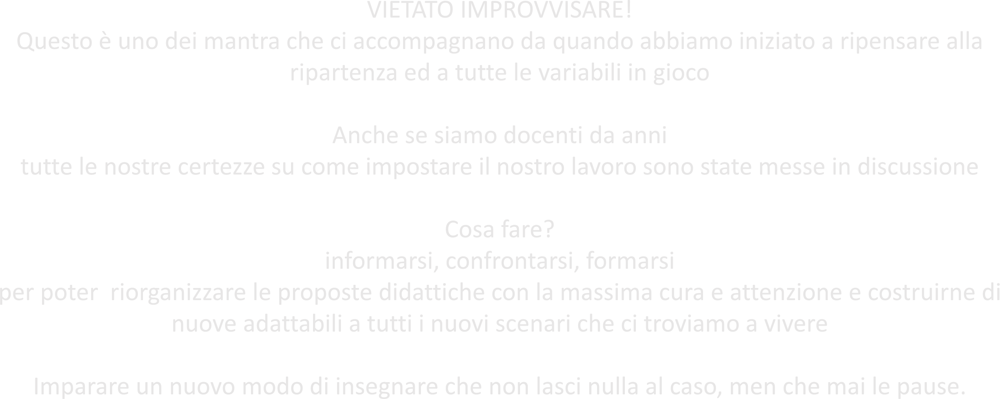 VIETATO IMPROVVISARE!
Questo è uno dei mantra che ci accompagnano da quando abbiamo iniziato a ripensare alla
ripartenza ed a tutte le variabili in gioco
Anche se siamo docenti da anni
tutte le nostre certezze su come impostare il nostro lavoro sono state messe in discussione
Cosa fare?
informarsi, confrontarsi, formarsi
per poter  riorganizzare le proposte didattiche con la massima cura e attenzione e costruirne di
nuove adattabili a tutti i nuovi scenari che ci troviamo a vivere
Imparare un nuovo modo di insegnare che non lasci nulla al caso, men che mai le pause.